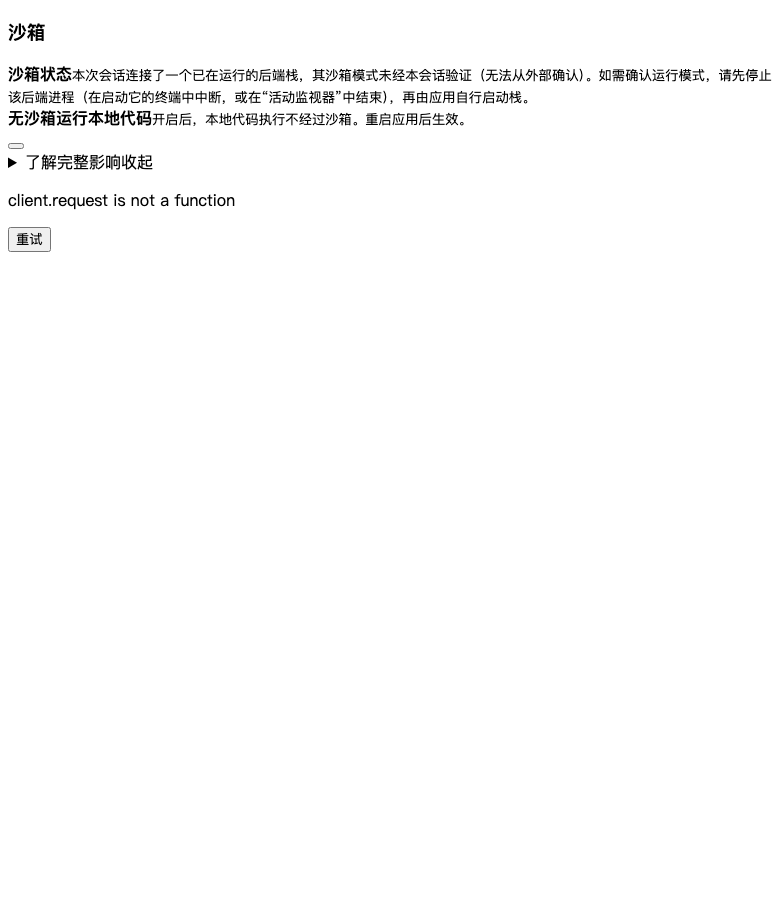 沙箱
沙箱状态本次会话连接了一个已在运行的后端栈，其沙箱模式未经本会话验证（无法从外部确认）。如需确认运行模式，请先停止
该后端进程（在启动它的终端中中断，或在“活动监视器”中结束），再由应用自行启动栈。
无沙箱运行本地代码开启后，本地代码执行不经过沙箱。重启应用后生效。
了解完整影响收起
client.request is not a function
重试